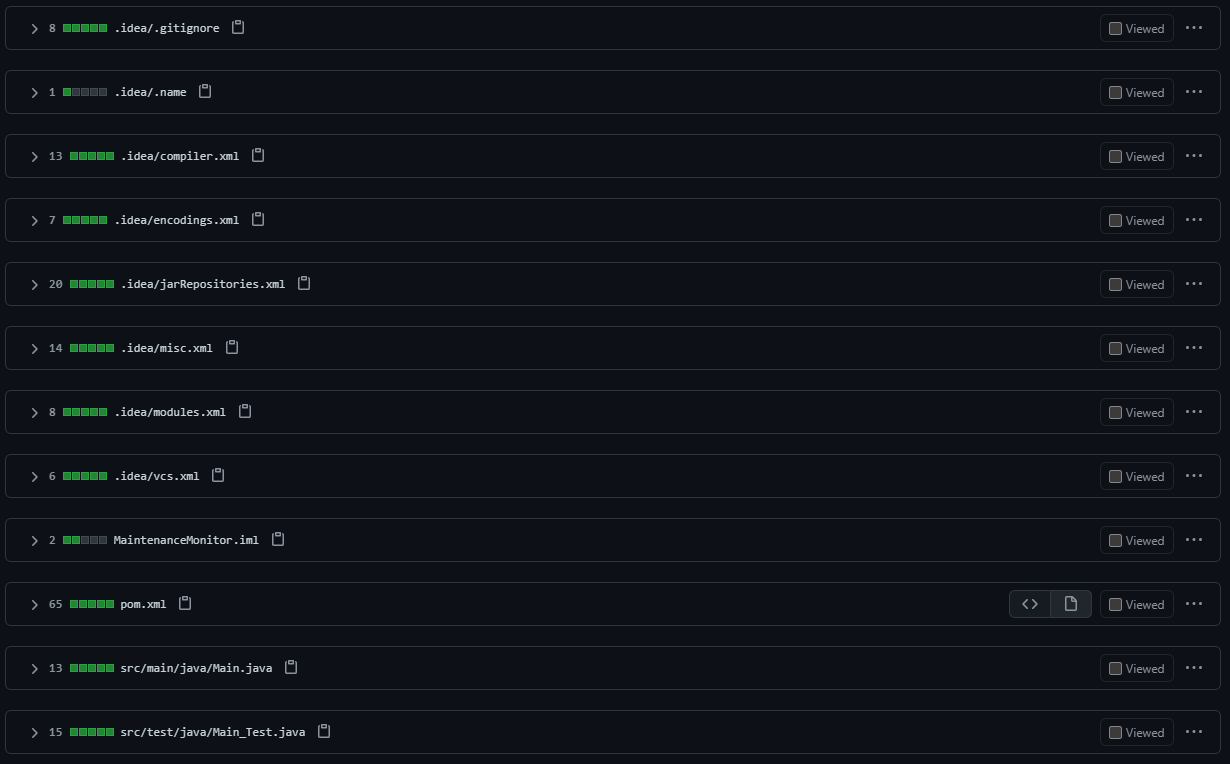 8 .idea/.gitignore Viewed
1 .idea/.name Viewed
13 .idea/compiler.xml Viewed
7 .idea/encodings.xml Viewed
20 .idea/jarRepositories.xml Viewed
14 .idea/misc.xml Viewed
8 .idea/modules.xml Viewed
6 .idea/vcs.xml Viewed
2 MaintenanceMonitor.iml Viewed
65 pom.xml Viewed
13 src/main/java/Main.java Viewed
15 src/test/java/Main_Test.java Viewed